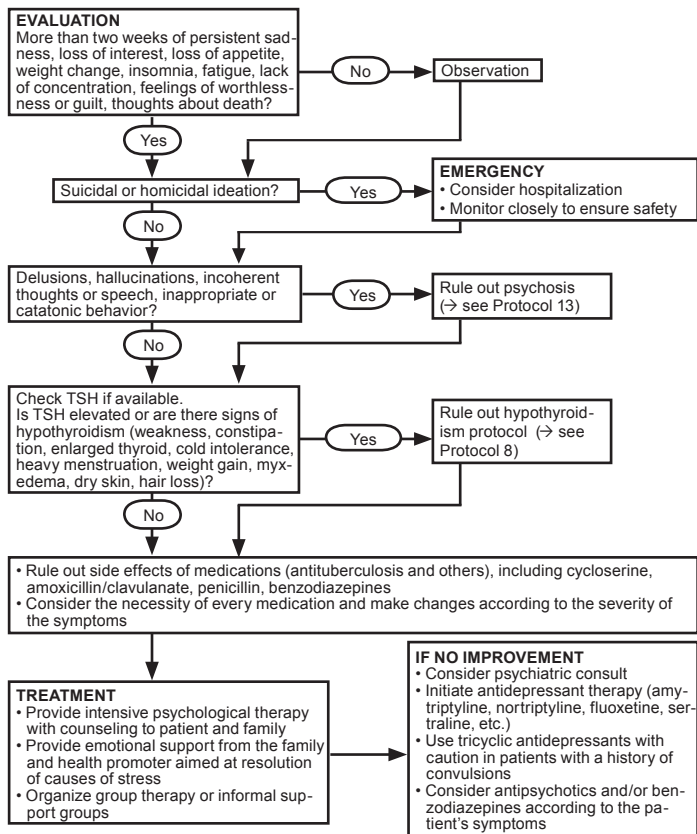 EVALUATION
More than two weeks of persistent sad-
ness, loss of interest, loss of appetite,
weight change, insomnia, fatigue, lack
of concentration, feelings of worthless-
ness or guilt, thoughts about death?
No
Observation
Yes
Suicidal or homicidal ideation?
Yes
EMERGENCY
• Consider hospitalization
• Monitor closely to ensure safety
No
Delusions, hallucinations, incoherent
thoughts or speech, inappropriate or
catatonic behavior?
Yes
Rule out psychosis
(→ see Protocol 13)
No
Check TSH if available.
Is TSH elevated or are there signs of
hypothyroidism (weakness, constipa-
tion, enlarged thyroid, cold intolerance,
heavy menstruation, weight gain, myx-
edema, dry skin, hair loss)?
Yes
Rule out hypothyroid-
ism protocol (→ see
Protocol 8)
No
• Rule out side effects of medications (antituberculosis and others), including cycloserine,
amoxicillin/clavulanate, penicillin, benzodiazepines
• Consider the necessity of every medication and make changes according to the severity of
the symptoms
TREATMENT
• Provide intensive psychological therapy
with counseling to patient and family
• Provide emotional support from the family
and health promoter aimed at resolution
of causes of stress
• Organize group therapy or informal sup-
port groups
IF NO IMPROVEMENT
• Consider psychiatric consult
• Initiate antidepressant therapy (amy-
triptyline, nortriptyline, fluoxetine, ser-
traline, etc.)
• Use tricyclic antidepressants with
caution in patients with a history of
convulsions
• Consider antipsychotics and/or ben-
zodiazepines according to the pa-
tient's symptoms